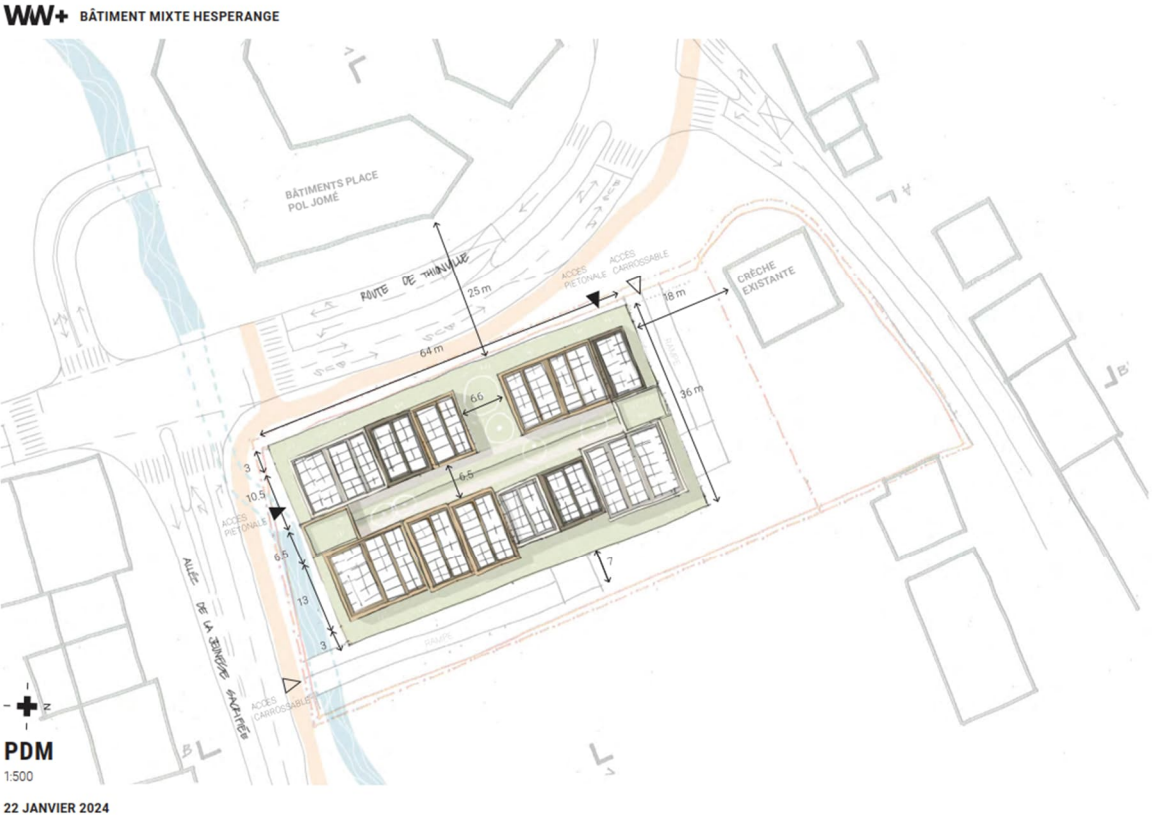 WW+ BÂTIMENT MIXTE HESPERANGE
BÂTIMENTS PLACE
POL JOMÉ
ROUTE DE THIONVILLE
25 m
ACCÈS
PIETONALE
ACCÈS
CARROSSABLE
CRÈCHE
EXISTANTE
18 m
64 m
6.6
36 m
RAMPE
3
10.5
6.5
ACCÈS
PIETONALE
6.5
13
7
3
RAMPE
ALLÉE DE LA JEUNESSE SACRIFIÉE
ACCÈS
CARROSSABLE
A
B'
B
N
PDM
1:500
22 JANVIER 2024